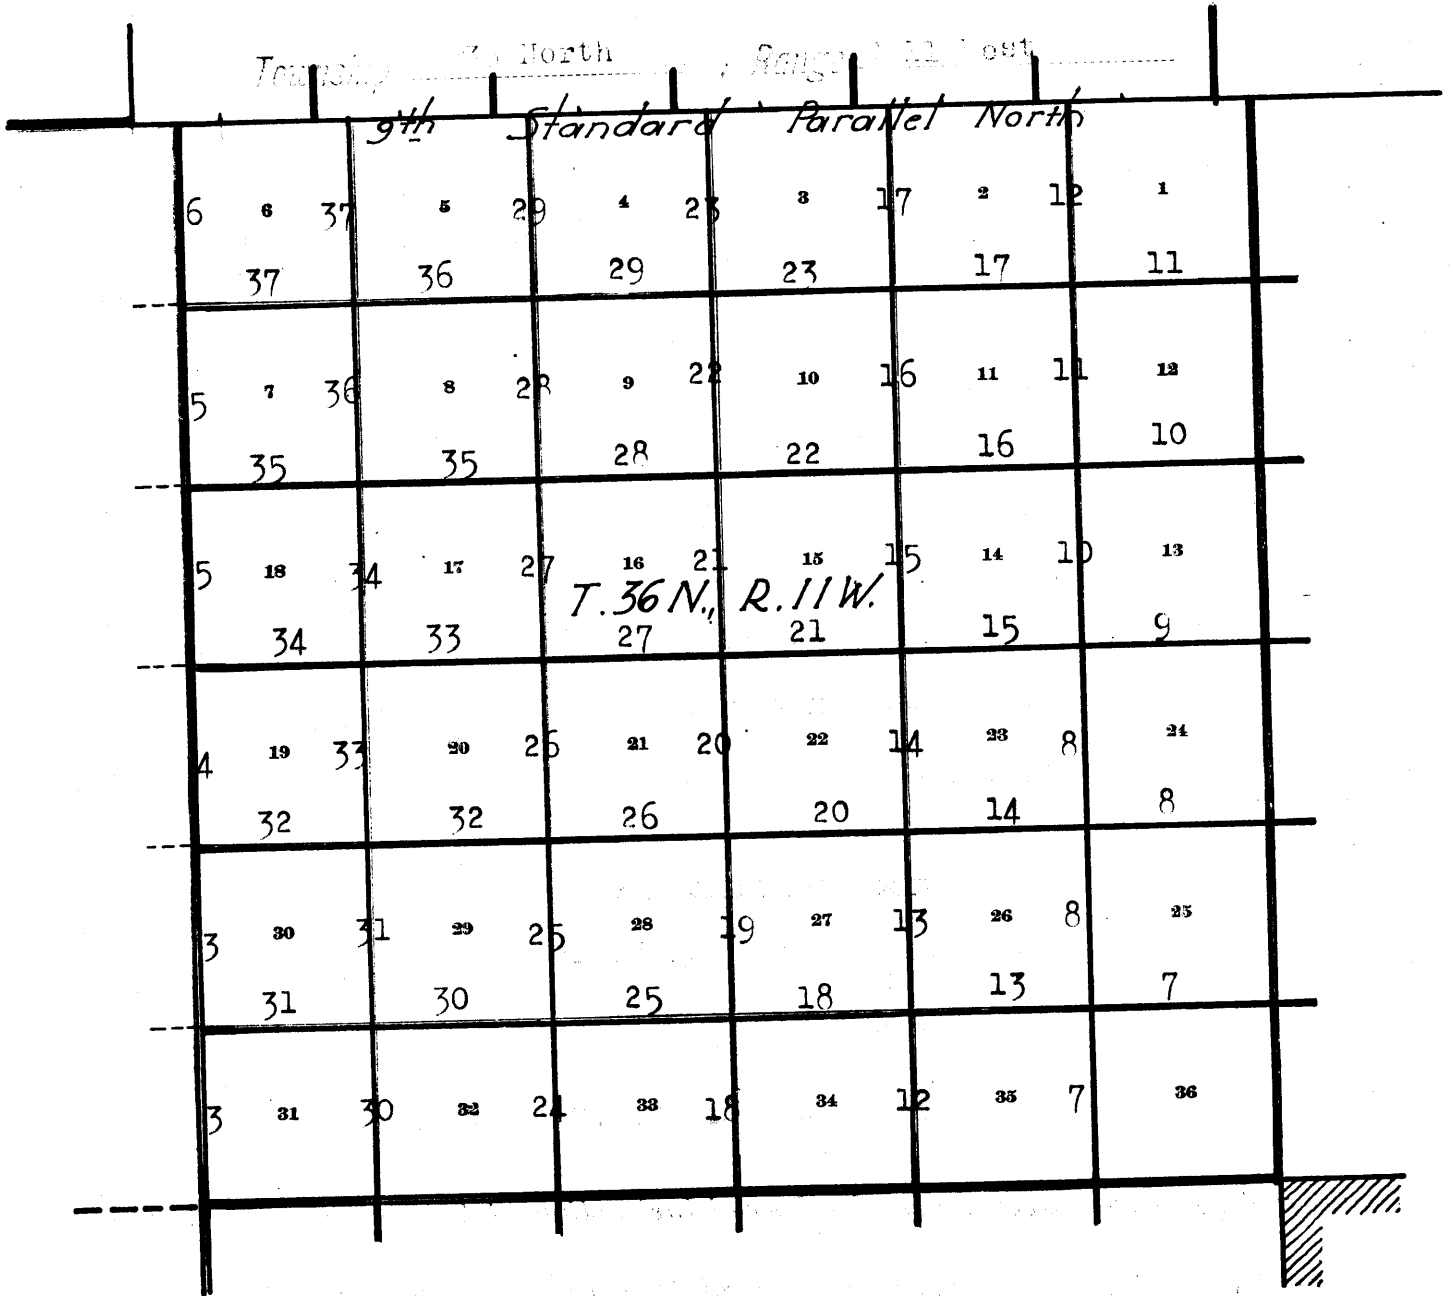 Township North Range
9th Standard Parallel North
6 6 37 5 29 4 23 3 17 2 12 1
37 36 29 23 17 11
5 7 36 8 28 9 22 10 16 11 11 12
35 35 28 22 16 10
5 18 34 17 27 16 21 15 15 14 10 13
T. 36 N., R. 11 W.
34 33 27 21 15 9
4 19 33 20 26 21 20 22 14 23 8 24
32 32 26 20 14 8
3 30 31 29 25 28 19 27 13 26 8 25
31 30 25 18 13 7
3 31 30 32 24 33 18 34 12 35 7 36